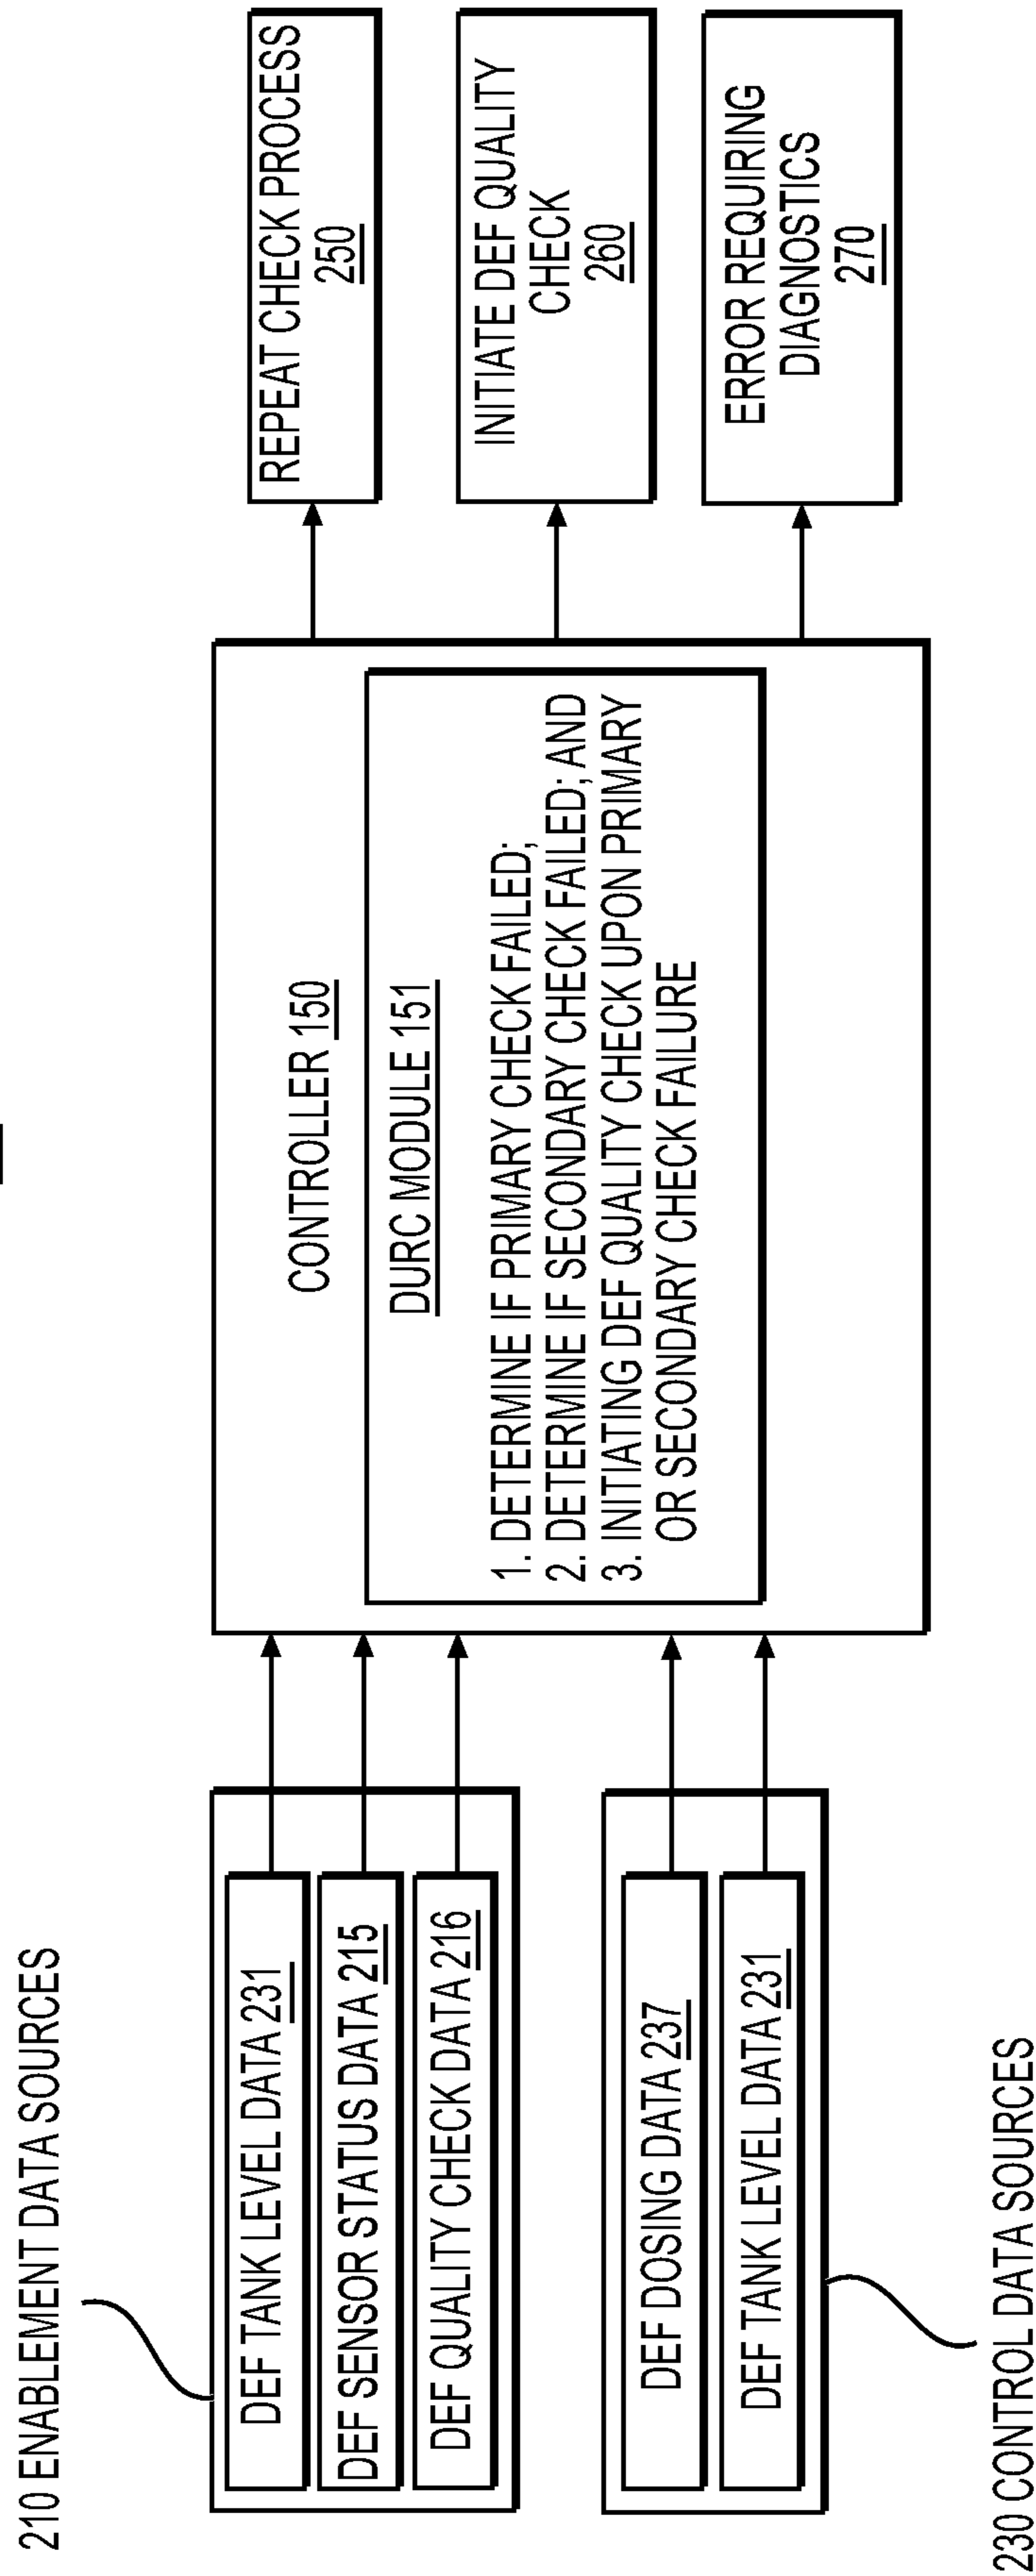 210 ENABLEMENT DATA SOURCES
DEF TANK LEVEL DATA 231
DEF SENSOR STATUS DATA 215
DEF QUALITY CHECK DATA 216
DEF DOSING DATA 237
DEF TANK LEVEL DATA 231
230 CONTROL DATA SOURCES
CONTROLLER 150
DURC MODULE 151
1. DETERMINE IF PRIMARY CHECK FAILED;
2. DETERMINE IF SECONDARY CHECK FAILED; AND
3. INITIATING DEF QUALITY CHECK UPON PRIMARY
OR SECONDARY CHECK FAILURE
REPEAT CHECK PROCESS
250
INITIATE DEF QUALITY
CHECK
260
ERROR REQUIRING
DIAGNOSTICS
270